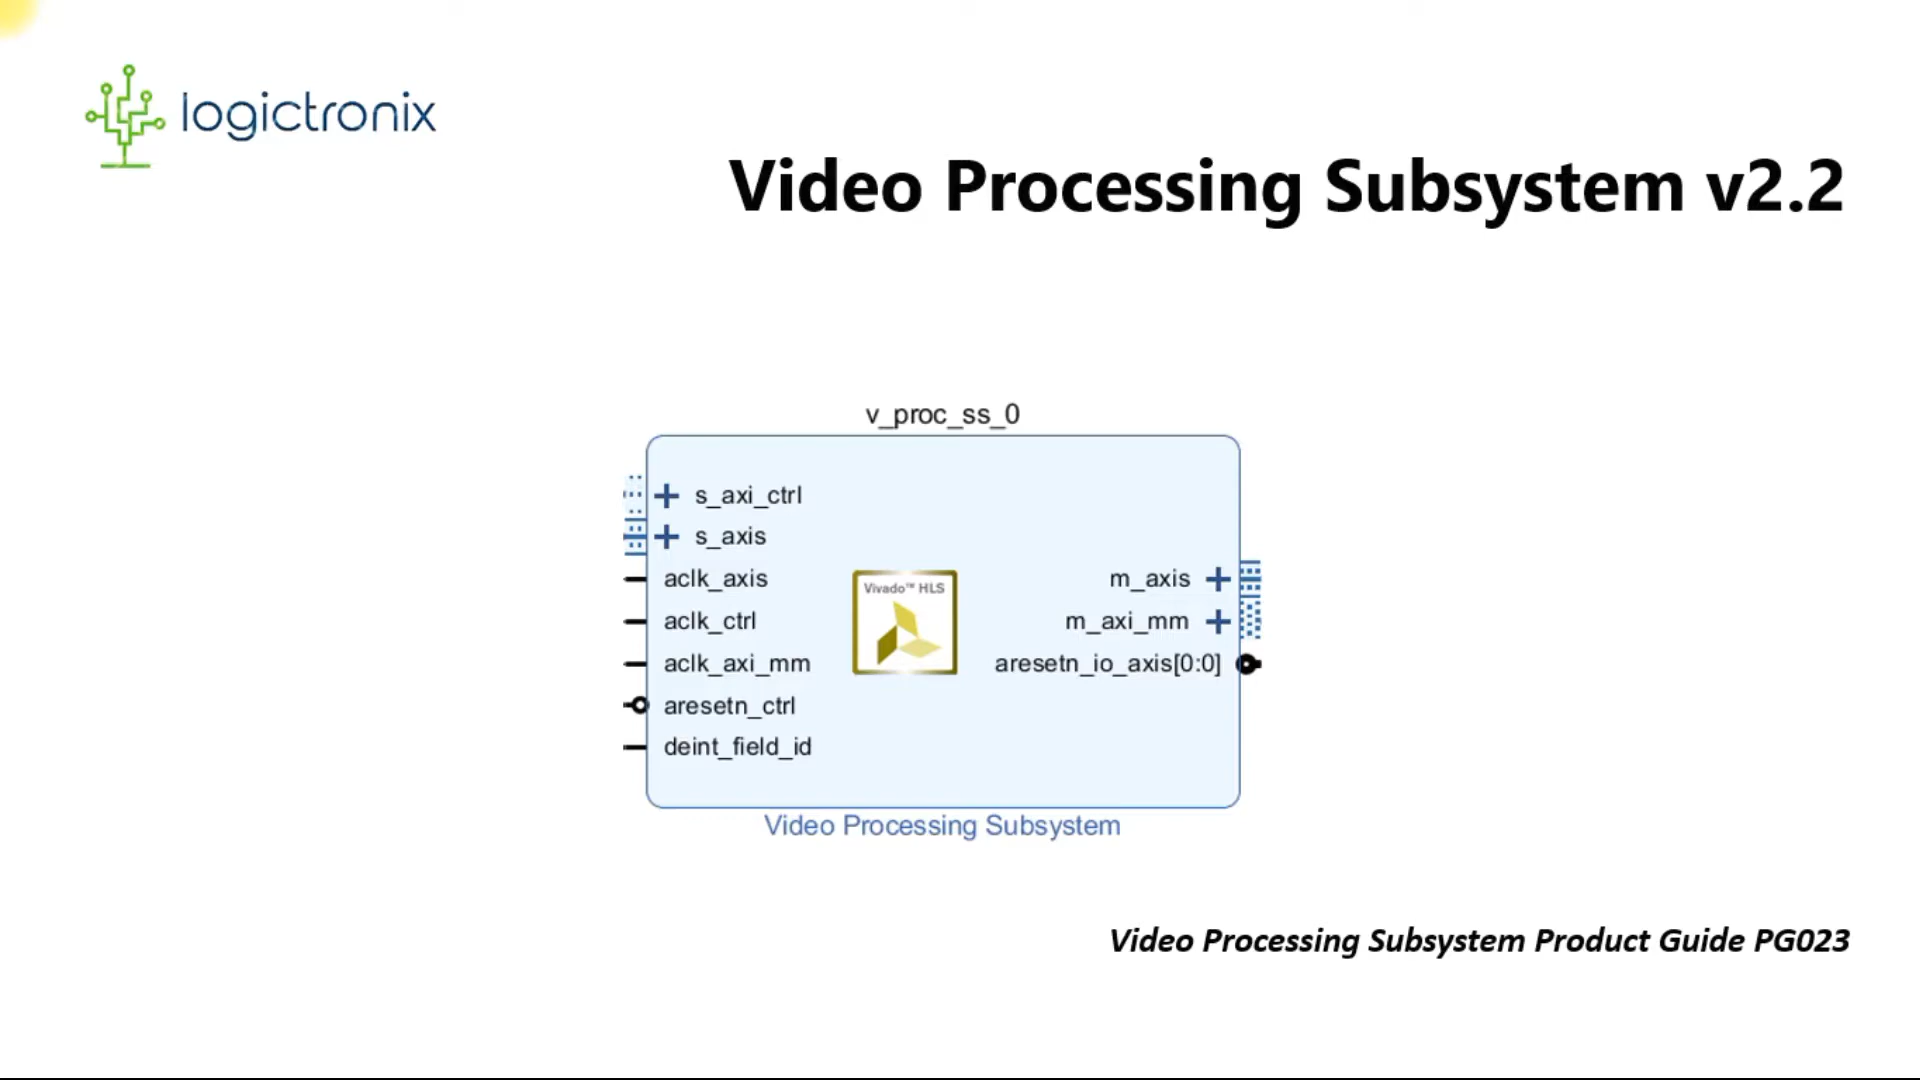 logictronix
Video Processing Subsystem v2.2
v_proc_ss_0
s_axi_ctrl
s_axis
aclk_axis
aclk_ctrl
aclk_axi_mm
aresetn_ctrl
deint_field_id
Vivado™ HLS
m_axis
m_axi_mm
aresetn_io_axis[0:0]
Video Processing Subsystem
Video Processing Subsystem Product Guide PG023